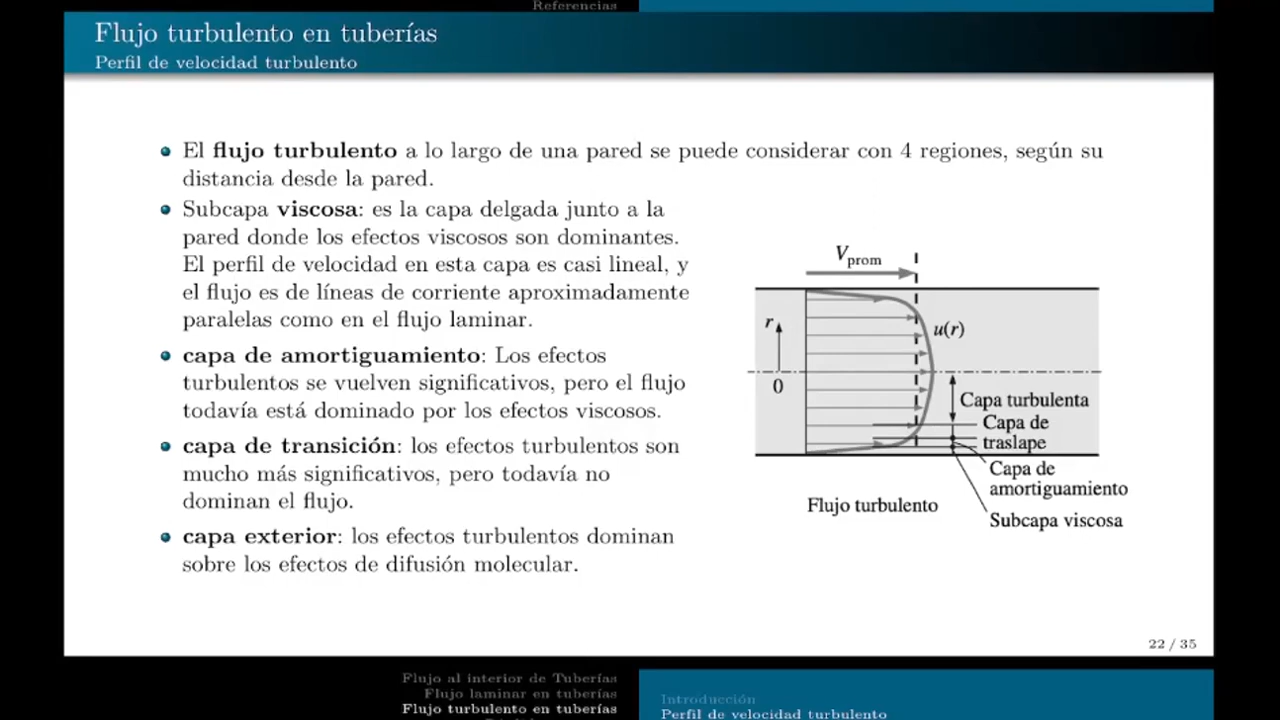 Referencias
Flujo turbulento en tuberías
Perfil de velocidad turbulento
El flujo turbulento a lo largo de una pared se puede considerar con 4 regiones, según su
distancia desde la pared.
Subcapa viscosa: es la capa delgada junto a la
pared donde los efectos viscosos son dominantes.
El perfil de velocidad en esta capa es casi lineal, y
el flujo es de líneas de corriente aproximadamente
paralelas como en el flujo laminar.
capa de amortiguamiento: Los efectos
turbulentos se vuelven significativos, pero el flujo
todavía está dominado por los efectos viscosos.
capa de transición: los efectos turbulentos son
mucho más significativos, pero todavía no
dominan el flujo.
capa exterior: los efectos turbulentos dominan
sobre los efectos de difusión molecular.
Vprom
r
u(r)
0
Capa turbulenta
Capa de
traslape
Capa de
amortiguamiento
Subcapa viscosa
Flujo turbulento
22 / 35
Flujo al interior de Tuberías
Flujo laminar en tuberías
Flujo turbulento en tuberías
Introducción
Perfil de velocidad turbulento